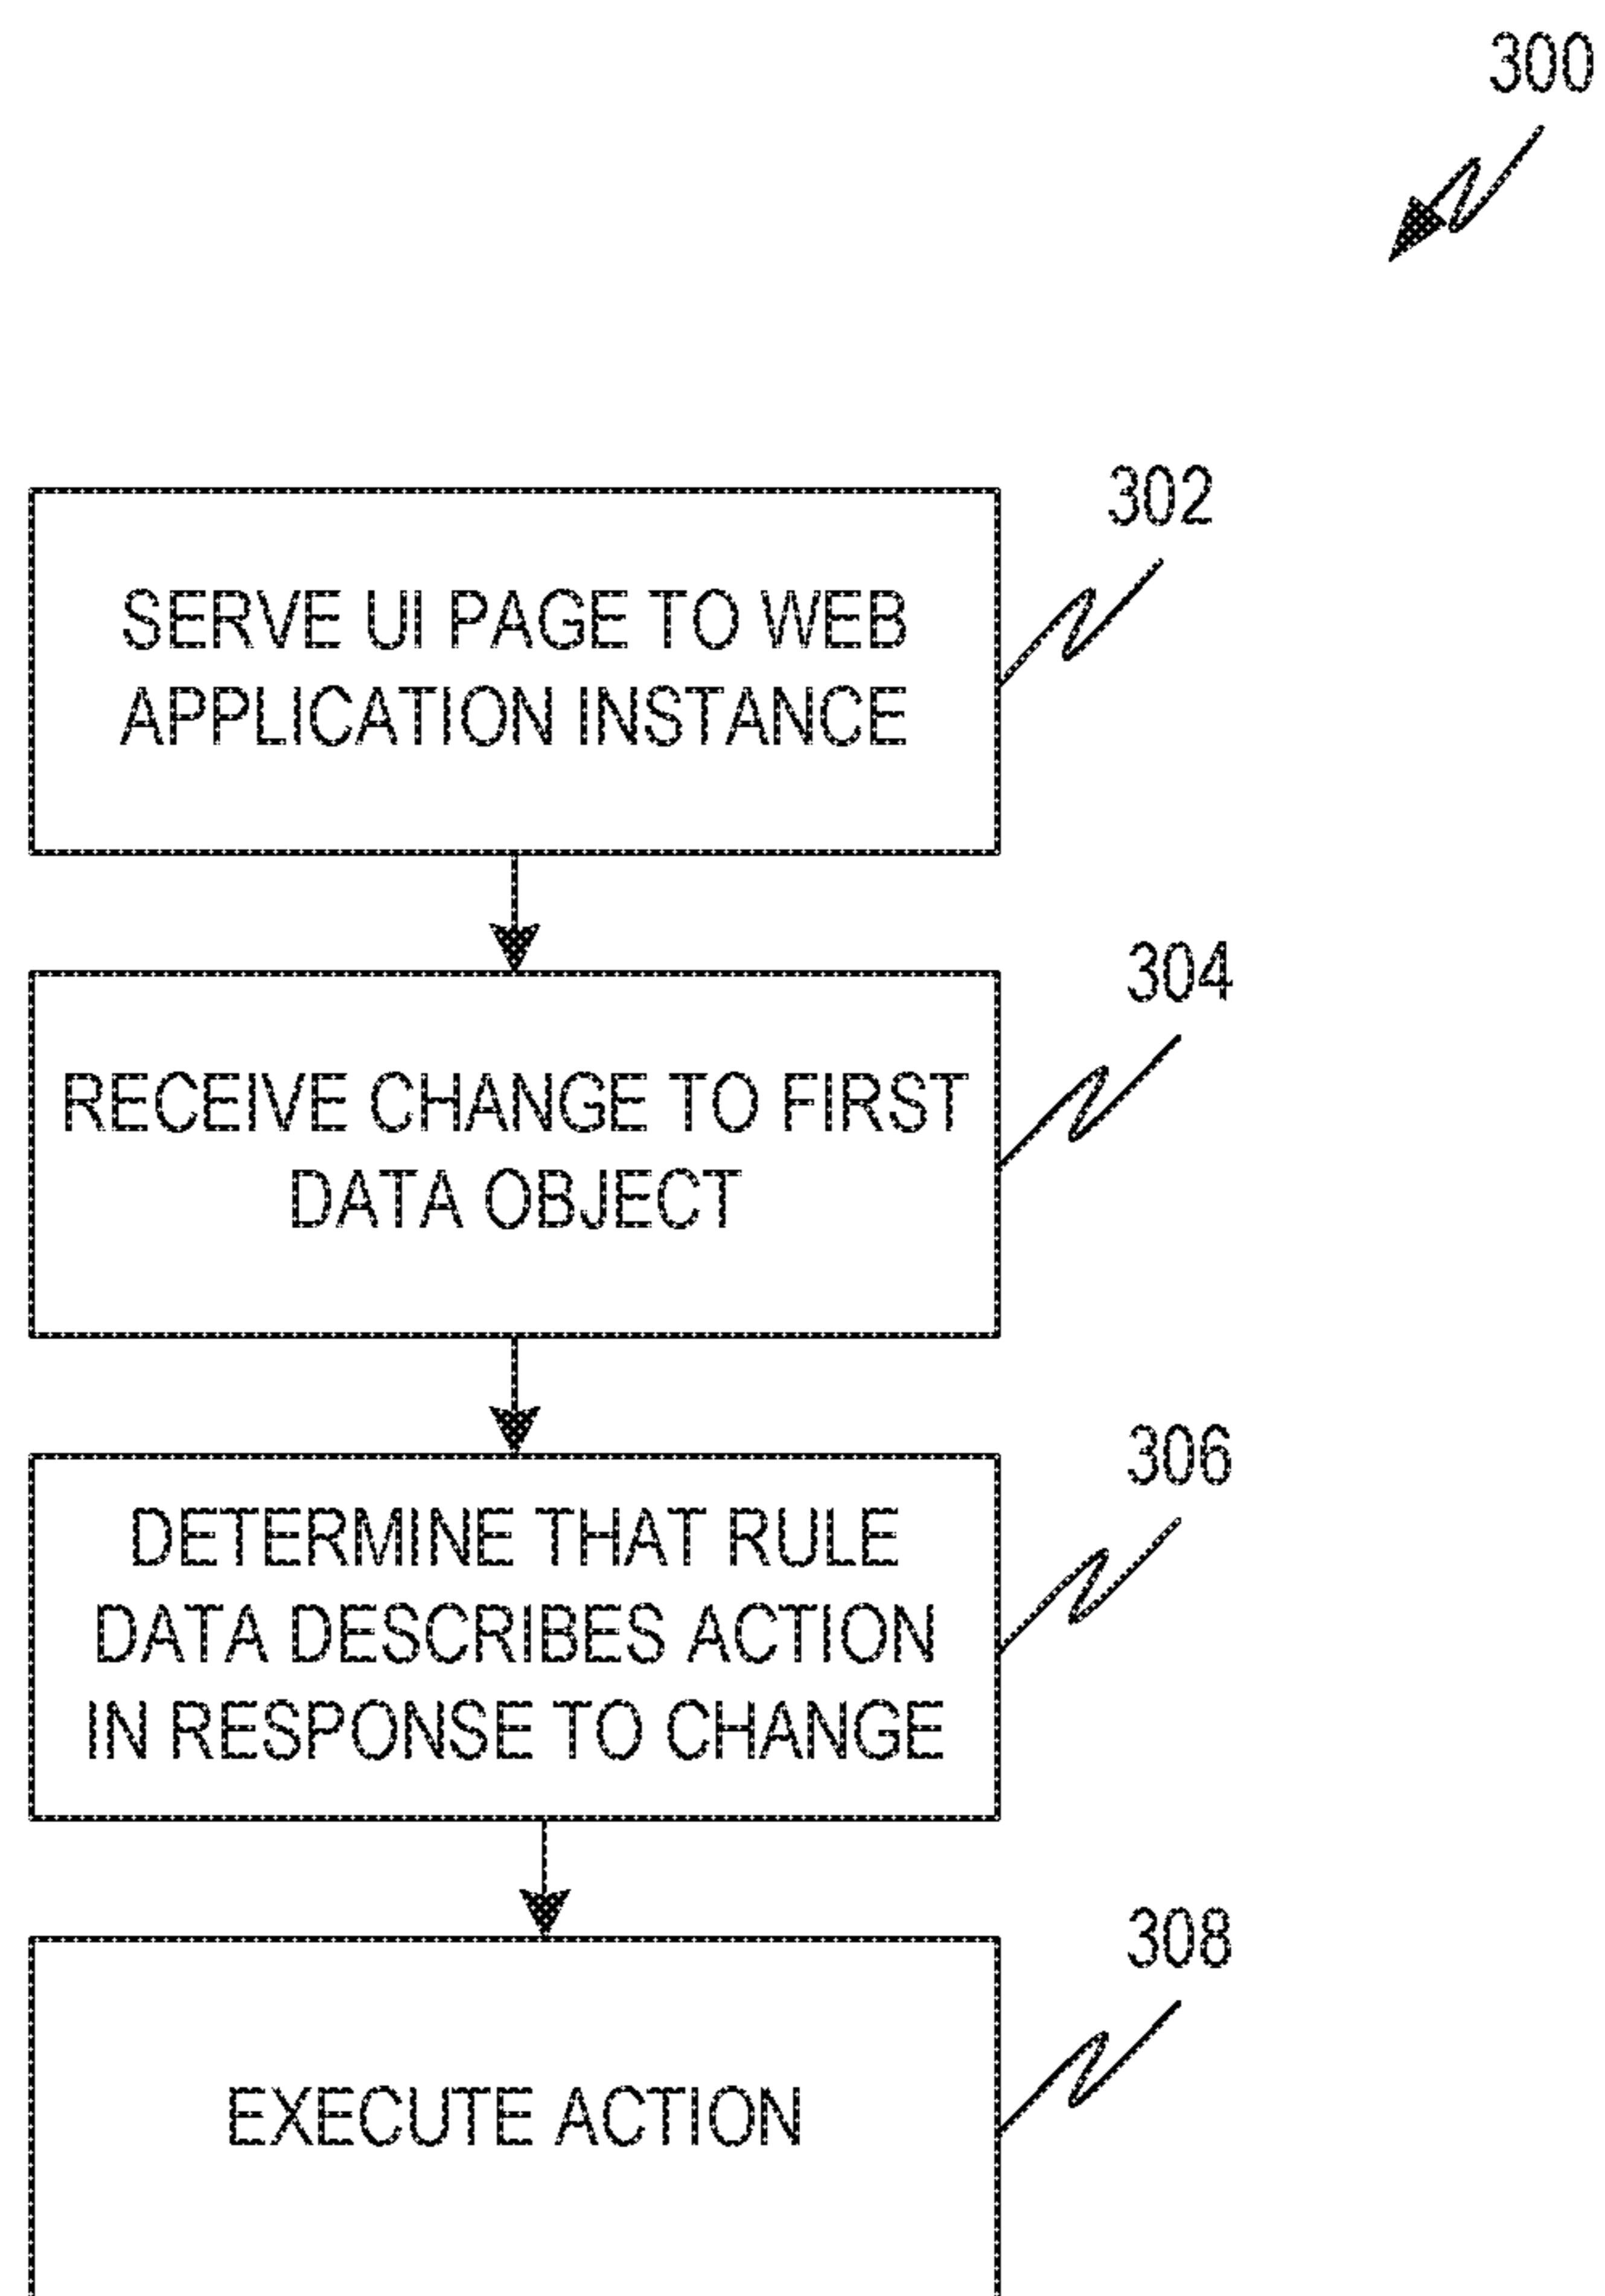 300
302
SERVE UI PAGE TO WEB
APPLICATION INSTANCE
304
RECEIVE CHANGE TO FIRST
DATA OBJECT
306
DETERMINE THAT RULE
DATA DESCRIBES ACTION
IN RESPONSE TO CHANGE
308
EXECUTE ACTION